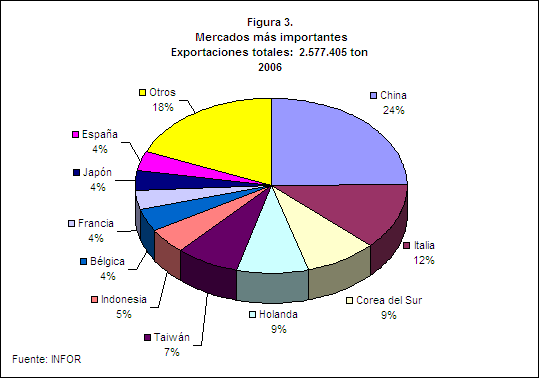 Figura 3.
Mercados más importantes
Exportaciones totales:  2.577.405 ton
2006
China
24%
Italia
12%
Corea del Sur
9%
Holanda
9%
Taiwán
7%
Indonesia
5%
Bélgica
4%
Francia
4%
Japón
4%
España
4%
Otros
18%
Fuente: INFOR